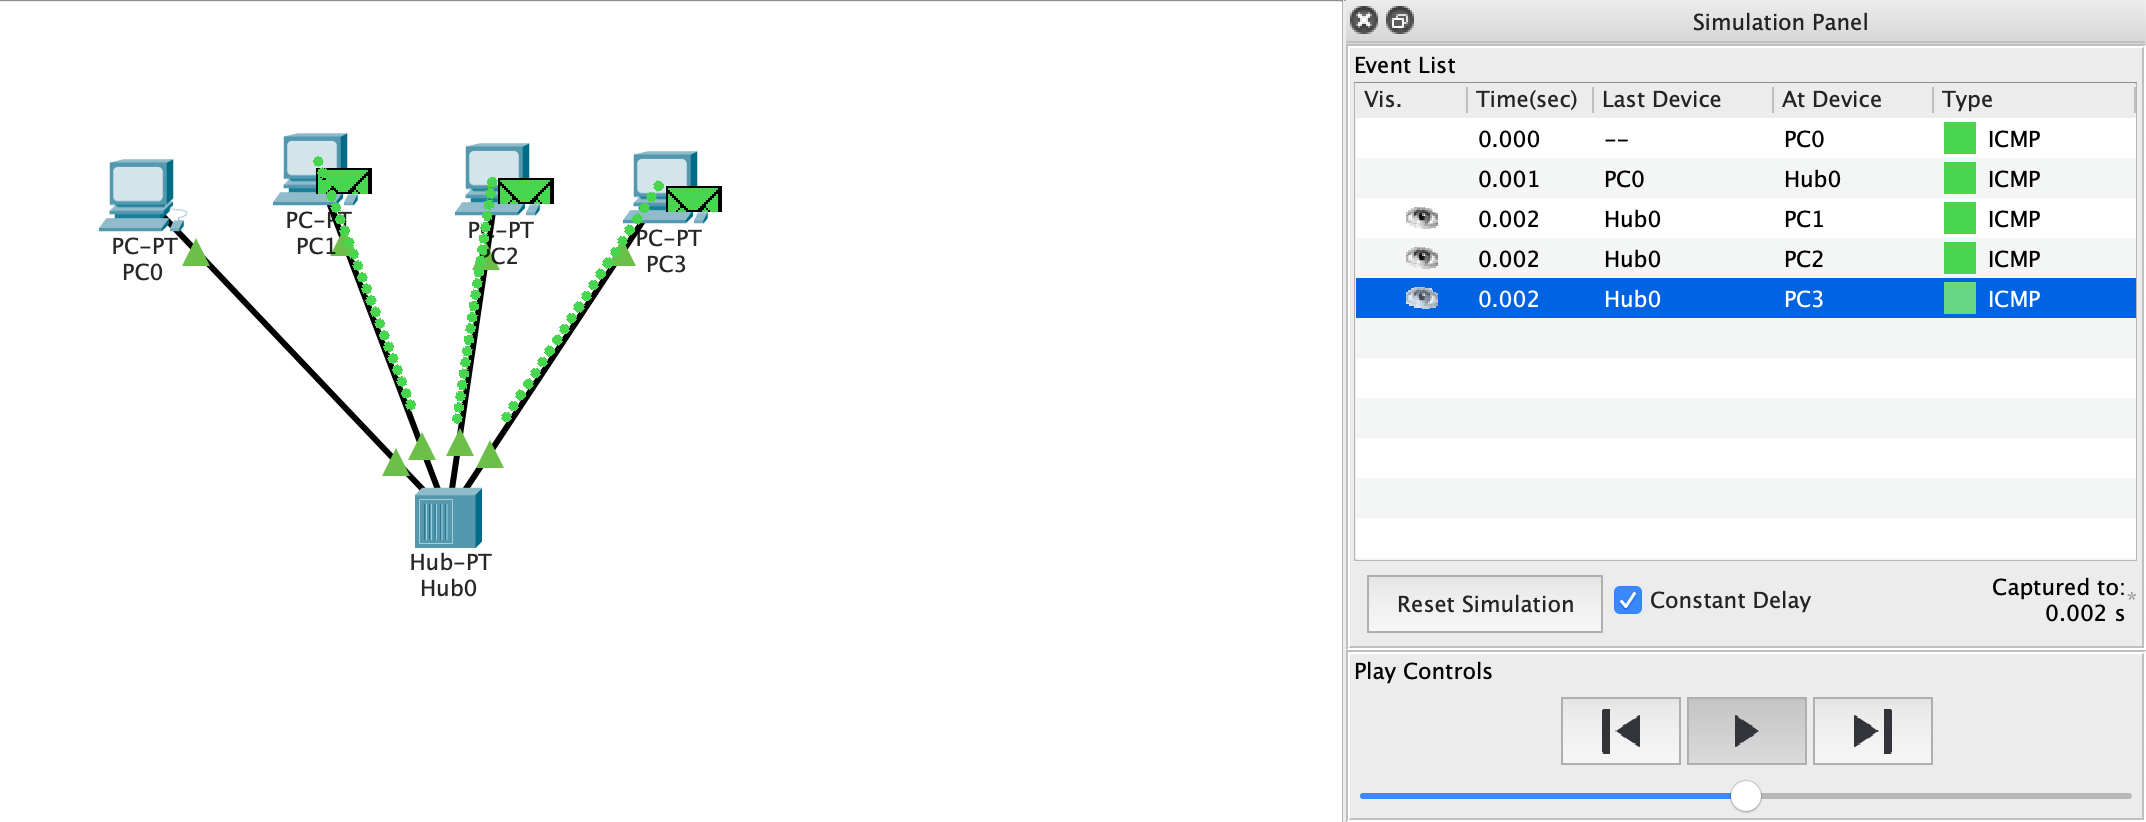 PC-PT
PC0
PC-PT
PC1
PC-PT
PC2
PC-PT
PC3
Hub-PT
Hub0
Simulation Panel
Event List
Vis. Time(sec) Last Device At Device Type
0.000 -- PC0 ICMP
0.001 PC0 Hub0 ICMP
0.002 Hub0 PC1 ICMP
0.002 Hub0 PC2 ICMP
0.002 Hub0 PC3 ICMP
Reset Simulation Constant Delay Captured to: *
0.002 s
Play Controls